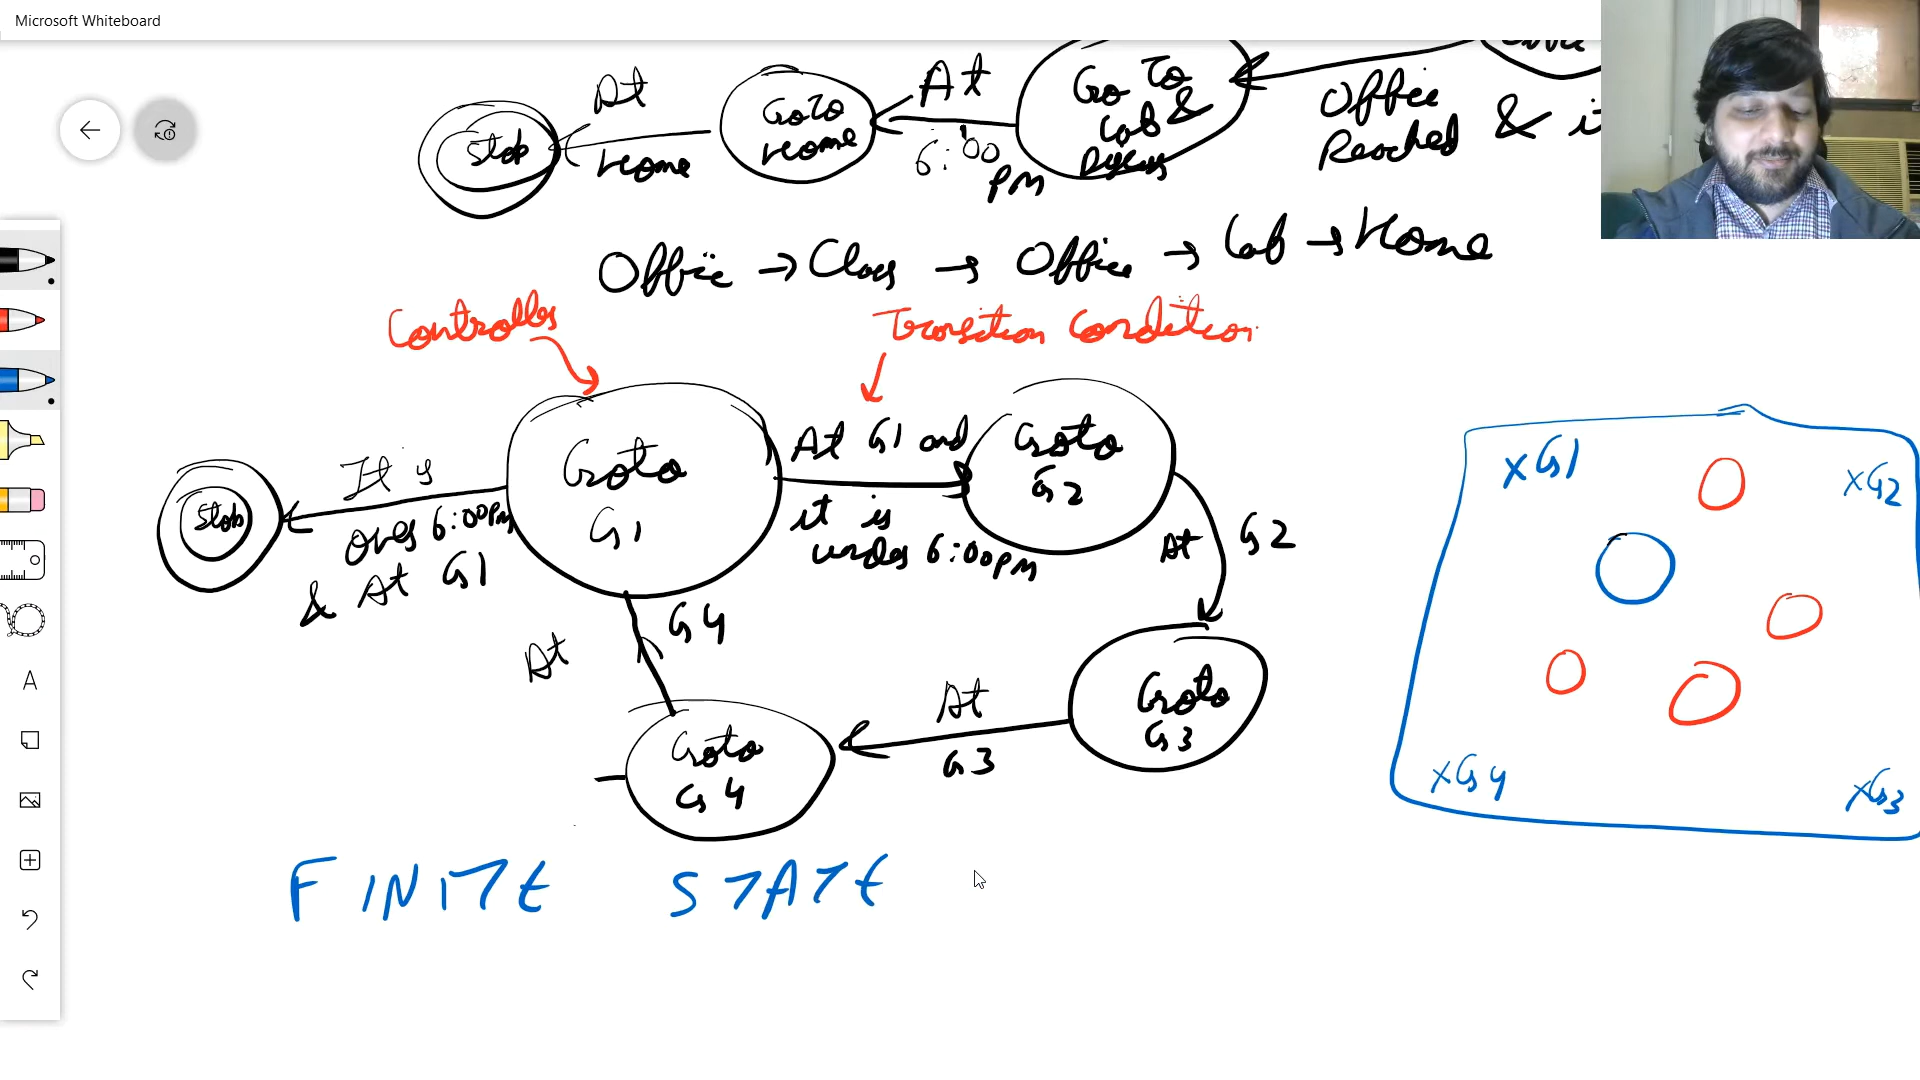 Microsoft Whiteboard
At
Home
Stop
Goto
Home
At
6:00
PM
Go To
Lab &
Office
Reached & i
Office → Class → Office → Lab → Home
Controller
Transition Condition
Stop
It is
over 6:00PM
& At G1
Goto
G1
At G1 and
it is
under 6:00PM
Goto
G2
At G2
Goto
G3
At
G3
Goto
G4
At G4
xG1
xG2
xG4
xG3
FINITE STATE
A